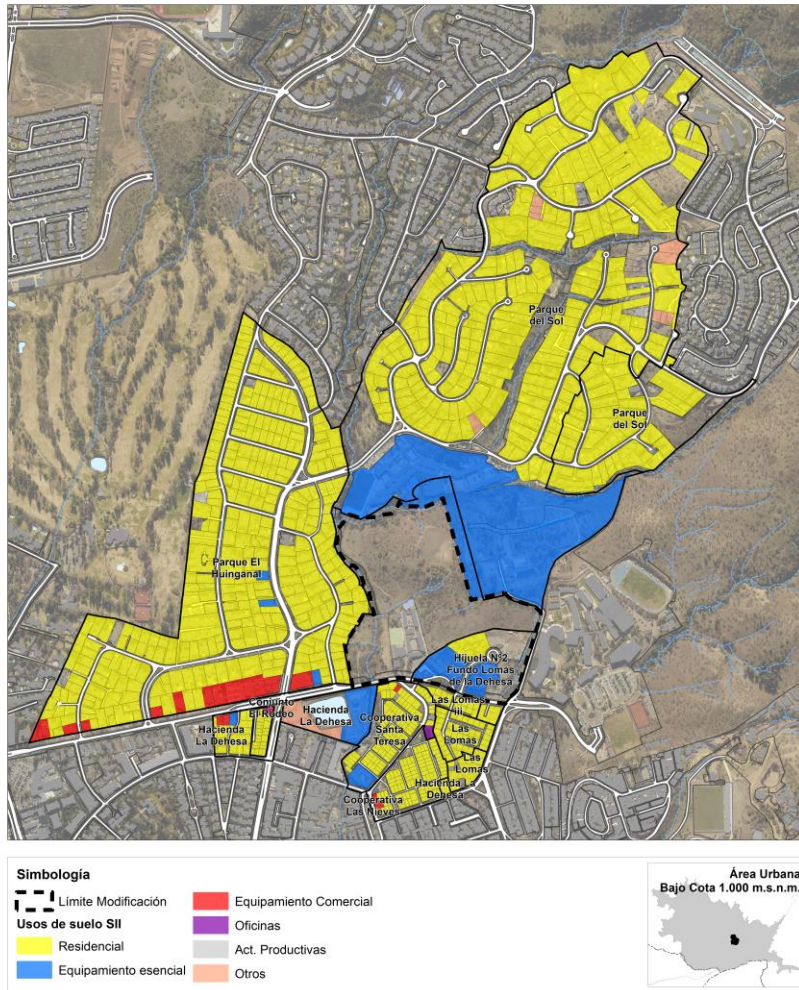 Parque
del Sol
Parque
del Sol
Parque El
Huinganal
Hijuela N°2
Fundo Lomas
de la Dehesa
Conjunto
El Rodeo
Hacienda
La Dehesa
Hacienda
La Dehesa
Cooperativa
Santa
Teresa
Las Lomas
III
Las
Lomas
Las
Lomas
Hacienda La
Dehesa
Cooperativa
Las Nieves
Simbología
Límite Modificación
Usos de suelo SII
Residencial
Equipamiento esencial
Equipamiento Comercial
Oficinas
Act. Productivas
Otros
Área Urbana
Bajo Cota 1.000 m.s.n.m.